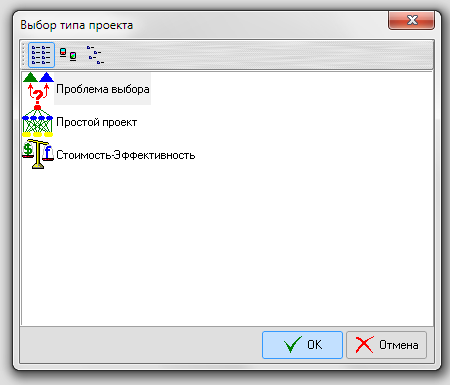 Выбор типа проекта
Проблема выбора
Простой проект
Стоимость-Эффективность
OK
Отмена